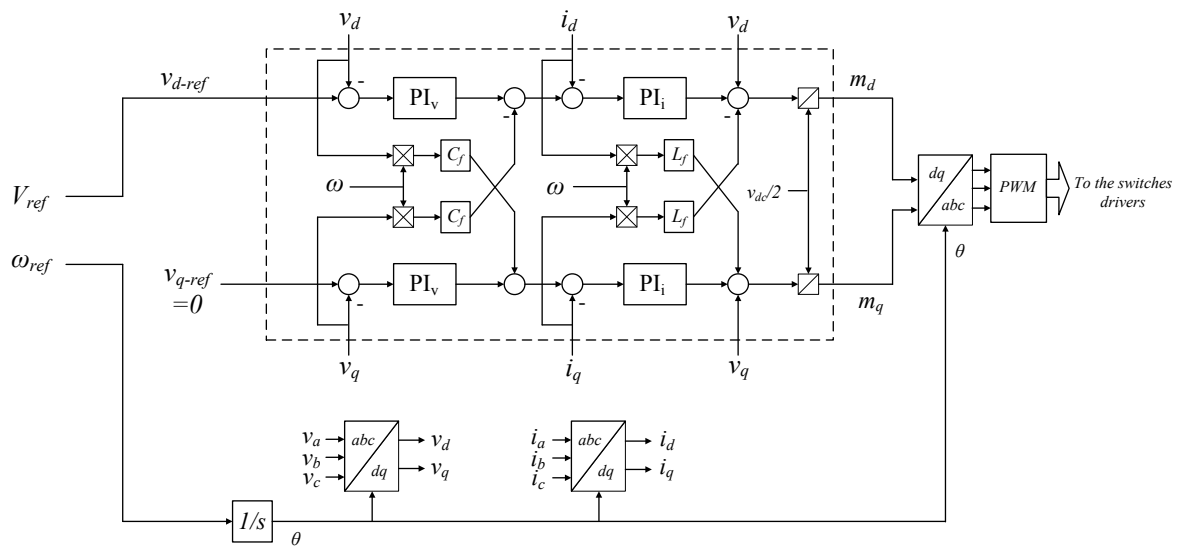 v_d i_d v_d
- - 
v_d-ref PI_v PI_i m_d
- -
C_f L_f dq
V_ref ω ω v_dc/2 abc PWM To the switches
drivers
C_f L_f
ω_ref θ
v_q-ref PI_v PI_i
=0 - - m_q
v_q i_q v_q
v_a abc v_d i_a abc i_d
v_b dq v_q i_b dq i_q
v_c i_c
1/s θ